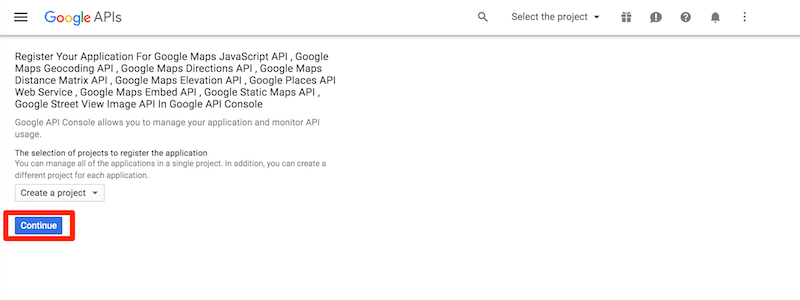 Google APIs
Select the project
Register Your Application For Google Maps JavaScript API , Google
Maps Geocoding API , Google Maps Directions API , Google Maps
Distance Matrix API , Google Maps Elevation API , Google Places API
Web Service , Google Maps Embed API , Google Static Maps API ,
Google Street View Image API In Google API Console
Google API Console allows you to manage your application and monitor API
usage.
The selection of projects to register the application
You can manage all of the applications in a single project. In addition, you can create a
different project for each application.
Create a project
Continue